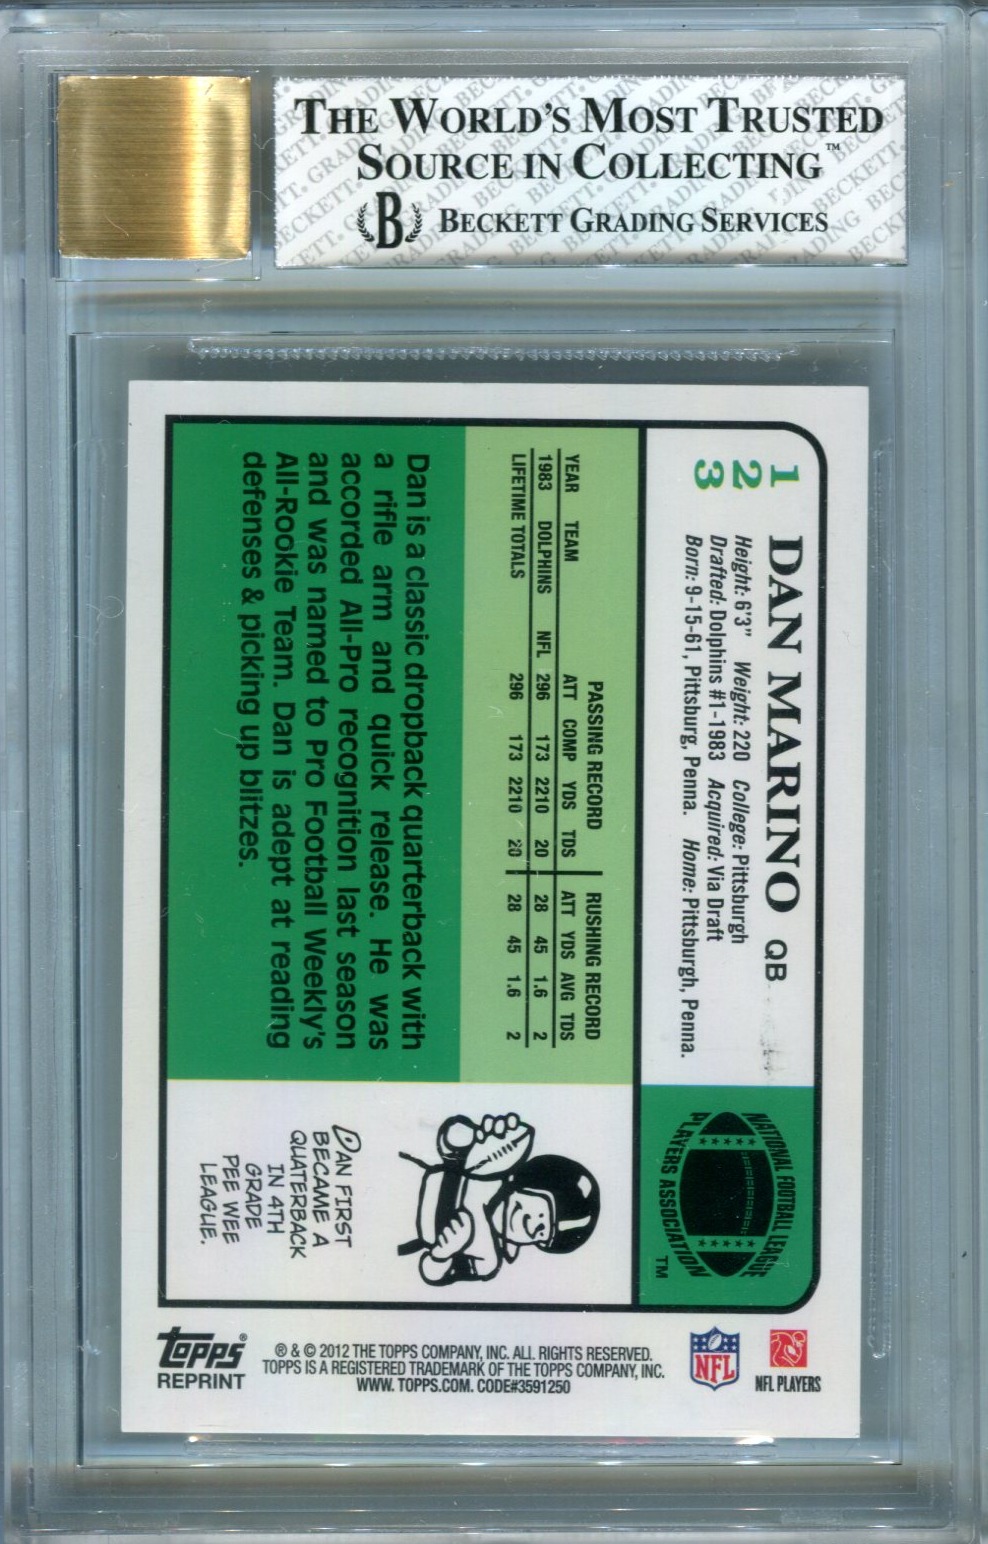 THE WORLD'S MOST TRUSTED
SOURCE IN COLLECTING™
B BECKETT GRADING SERVICES
1
2
3
DAN MARINO QB
Height: 6'3" Weight: 220 College: Pittsburgh
Drafted: Dolphins #1-1983 Acquired: Via Draft
Born: 9-15-61, Pittsburg, Penna. Home: Pittsburgh, Penna.
NATIONAL FOOTBALL LEAGUE
PLAYERS ASSOCIATION
TM
PASSING RECORD RUSHING RECORD
YEAR TEAM ATT COMP YDS TDS ATT YDS AVG TDS
1983 DOLPHINS NFL 296 173 2210 20 28 45 1.6 2
LIFETIME TOTALS 296 173 2210 20 28 45 1.6 2
Dan is a classic dropback quarterback with
a rifle arm and quick release. He was
accorded All-Pro recognition last season
and was named to Pro Football Weekly's
All-Rookie Team. Dan is adept at reading
defenses & picking up blitzes.
DAN FIRST
BECAME A
QUATERBACK
IN 4TH
GRADE
PEE WEE
LEAGUE.
NFL PLAYERS
NFL
® & © 2012 THE TOPPS COMPANY, INC. ALL RIGHTS RESERVED.
TOPPS IS A REGISTERED TRADEMARK OF THE TOPPS COMPANY, INC.
WWW. TOPPS.COM. CODE#3591250
TOPPS®
REPRINT